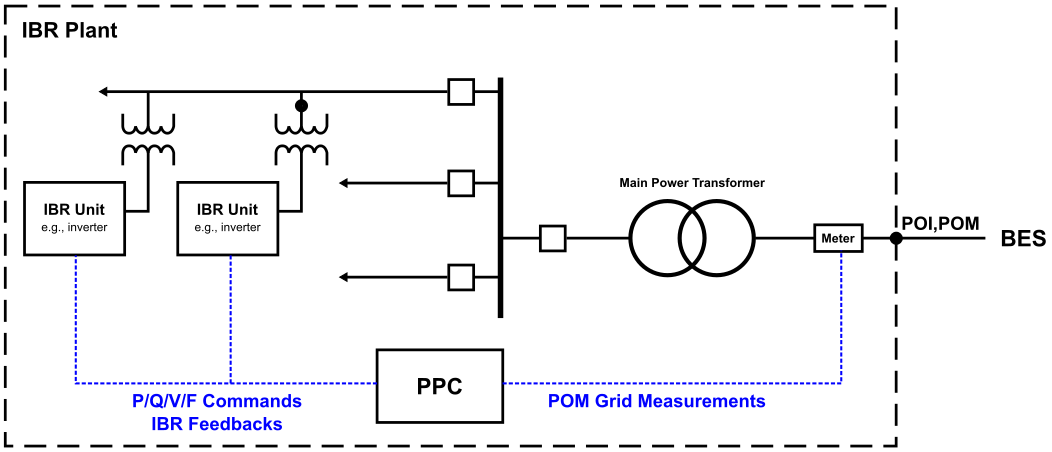 IBR Plant
Main Power Transformer
IBR Unit
e.g., inverter
IBR Unit
e.g., inverter
POI,POM
Meter
BES
PPC
P/Q/V/F Commands
IBR Feedbacks
POM Grid Measurements